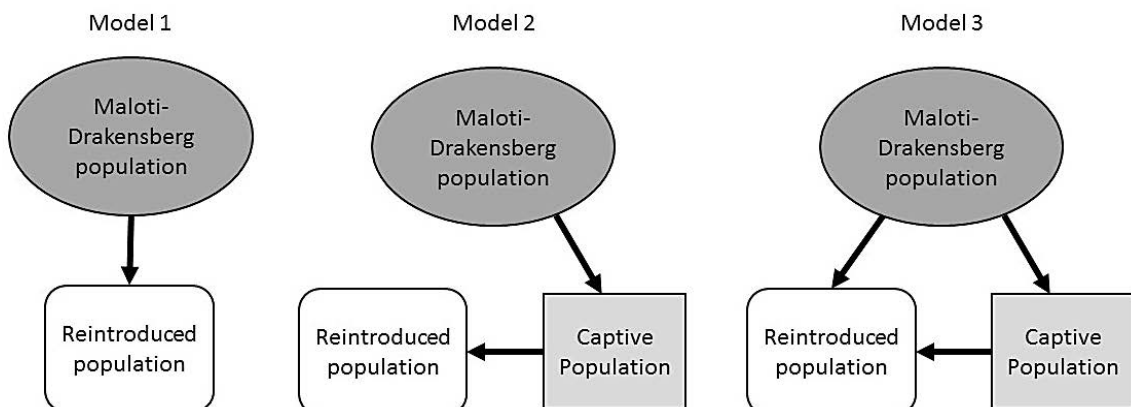 Model 1
Maloti-
Drakensberg
population
Reintroduced
population
Model 2
Maloti-
Drakensberg
population
Reintroduced
population
Captive
Population
Model 3
Maloti-
Drakensberg
population
Reintroduced
population
Captive
Population